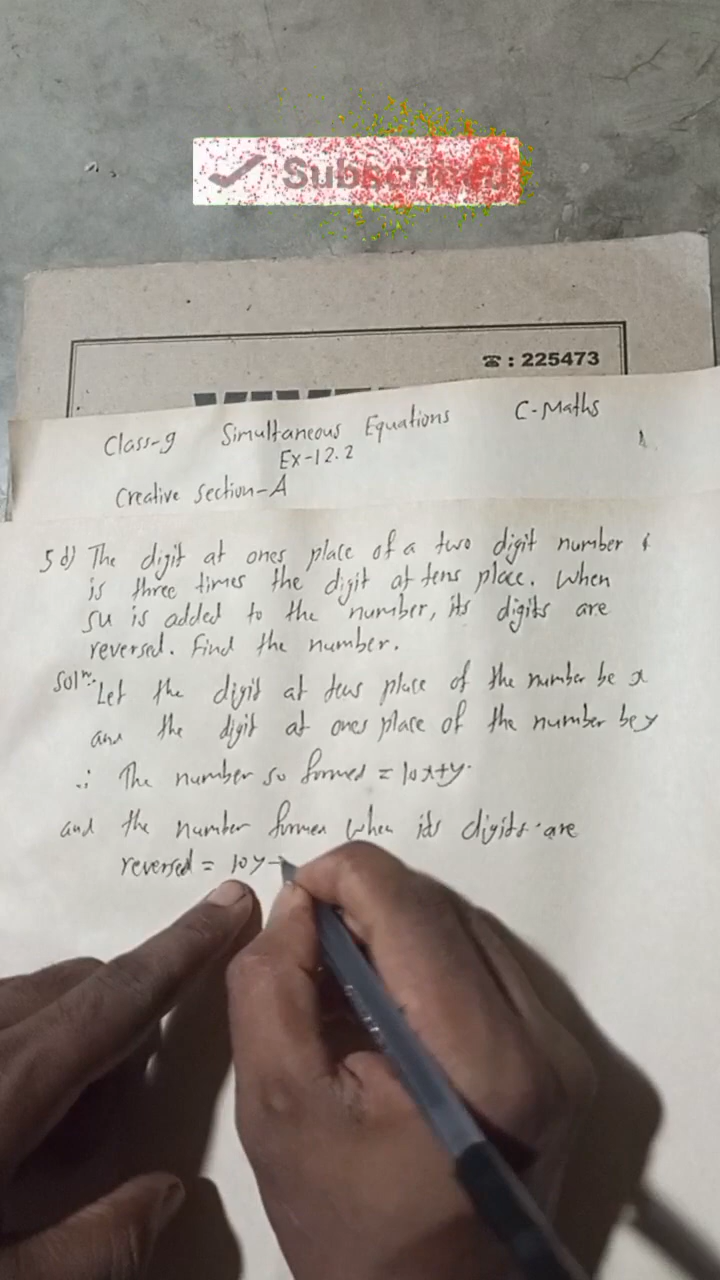 Subscribed
☎ : 225473
Class-9 Simultaneous Equations C-Maths
Ex-12.2
Creative section-A
5 d) The digit at ones place of a two digit number
is three times the digit at tens place. When
54 is added to the number, its digits are
reversed. Find the number.
Solⁿ:- Let the digit at tens place of the number be x
and the digit at ones place of the number be y
∴ The number so formed = 10x+y.
and the number formed when its digits are
reversed = 10y+